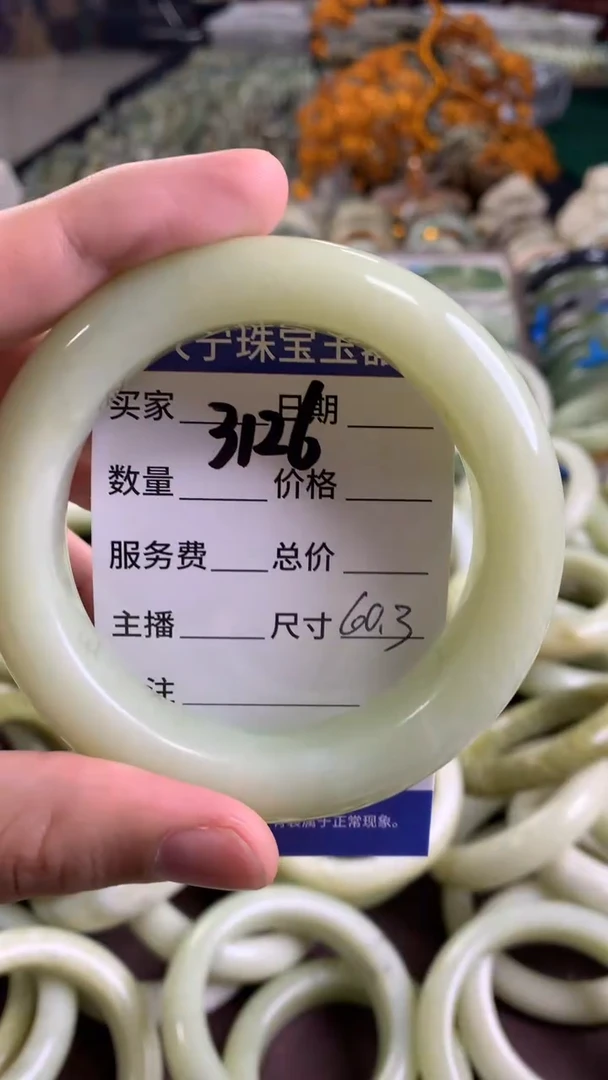 宁珠宝玉器
买家 日期
3126
数量 价格
服务费 总价
主播 尺寸 60.3
注
属于正常现象。